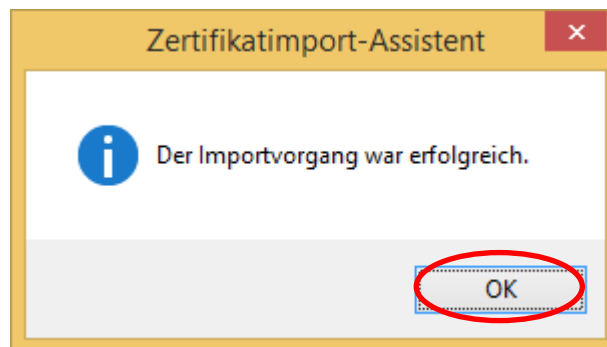 Zertifikatimport-Assistent
Der Importvorgang war erfolgreich.
OK